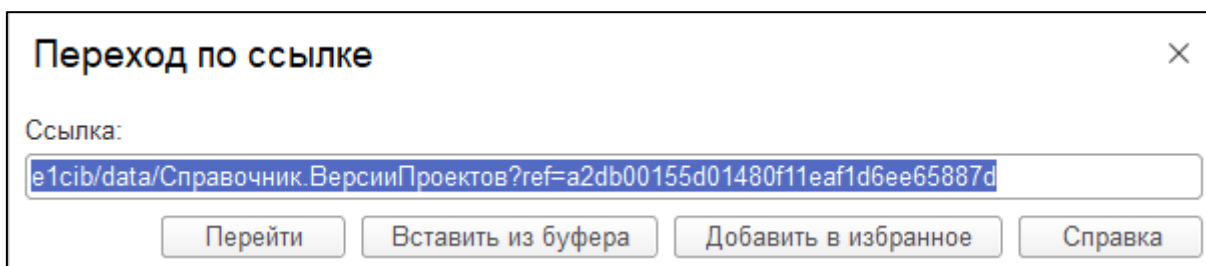 Переход по ссылке
Ссылка:
e1cib/data/Справочник.ВерсииПроектов?ref=a2db00155d01480f11eaf1d6ee65887d
Перейти Вставить из буфера Добавить в избранное Справка